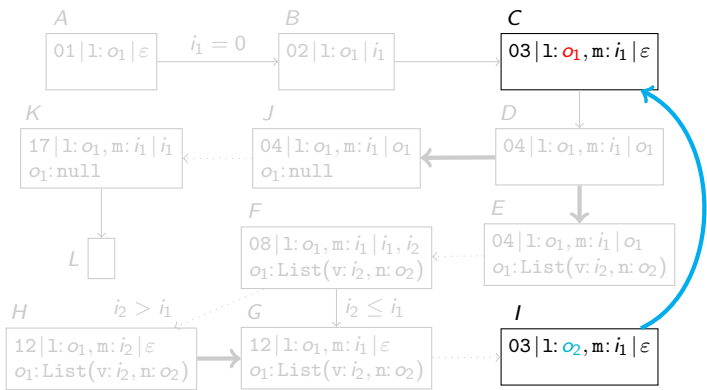 A
B
C
01 | l: o₁ | ε
i₁ = 0
02 | l: o₁ | i₁
03 | l: o₁, m: i₁ | ε
K
J
D
17 | l: o₁, m: i₁ | i₁
o₁: null
04 | l: o₁, m: i₁ | o₁
o₁: null
04 | l: o₁, m: i₁ | o₁
F
E
L
08 | l: o₁, m: i₁ | i₁, i₂
o₁: List(v: i₂, n: o₂)
04 | l: o₁, m: i₁ | o₁
o₁: List(v: i₂, n: o₂)
H
i₂ > i₁
G
i₂ ≤ i₁
I
12 | l: o₁, m: i₂ | ε
o₁: List(v: i₂, n: o₂)
12 | l: o₁, m: i₁ | ε
o₁: List(v: i₂, n: o₂)
03 | l: o₂, m: i₁ | ε